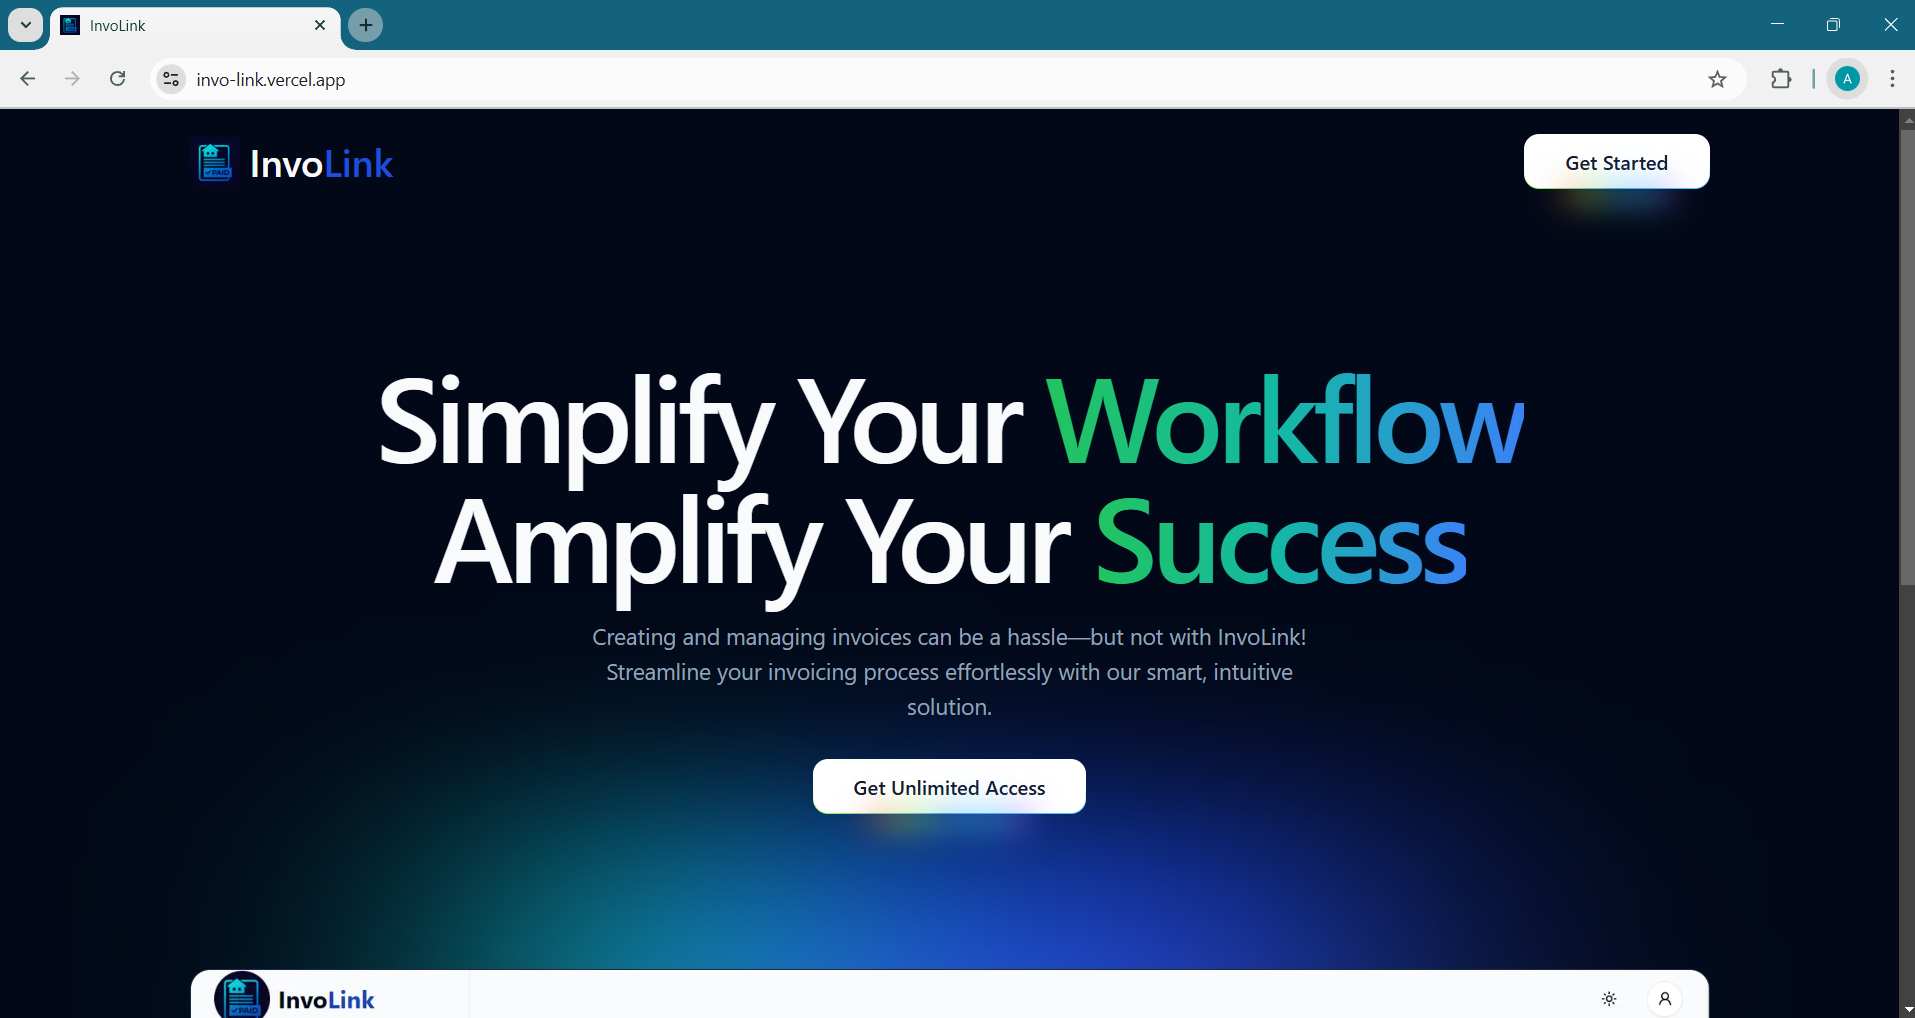 InvoLink
invo-link.vercel.app
A
PAID
InvoLink
Get Started
Simplify Your Workflow
Amplify Your Success
Creating and managing invoices can be a hassle—but not with InvoLink!
Streamline your invoicing process effortlessly with our smart, intuitive
solution.
Get Unlimited Access
PAID
InvoLink